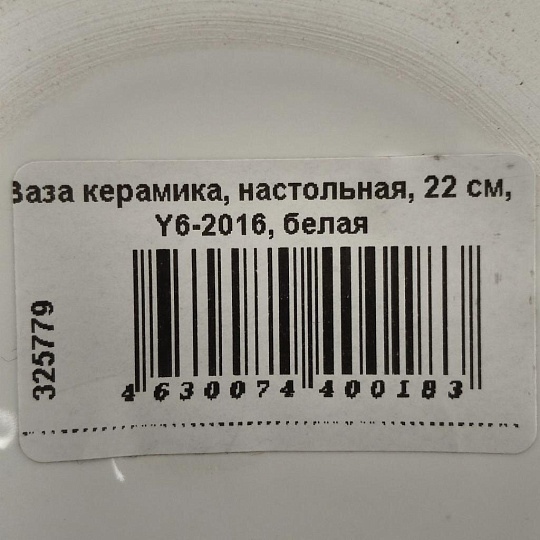 Ваза керамика, настольная, 22 см,
Y6-2016, белая
325779
4 630074 400183